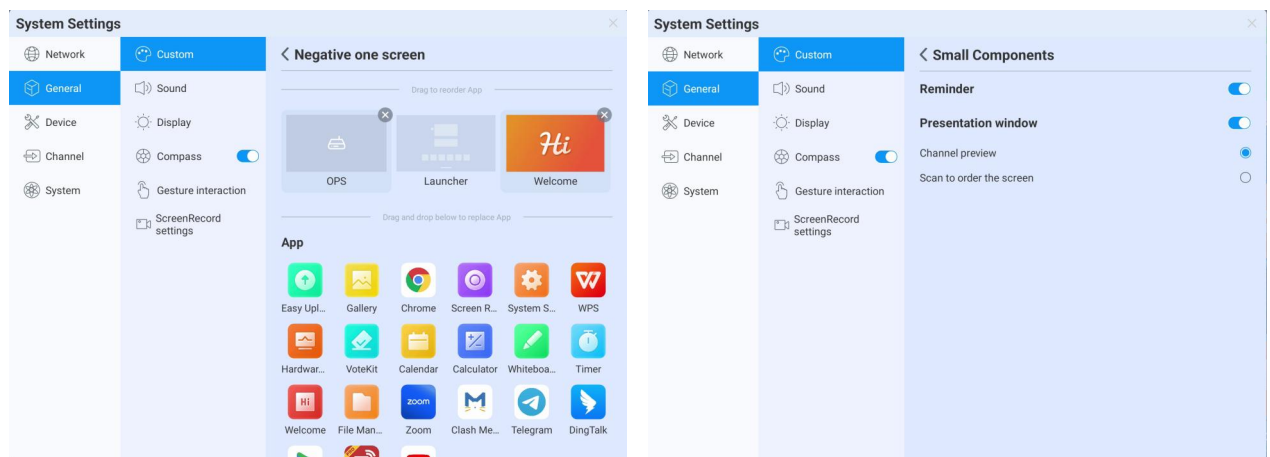 System Settings
Network
General
Device
Channel
System
Custom
Sound
Display
Compass
Gesture interaction
ScreenRecord
settings
Negative one screen
Drag to reorder App
Hi
OPS
Launcher
Welcome
Drag and drop below to replace App
App
Easy Upl...
Gallery
Chrome
Screen R...
System S...
WPS
Hardwar...
VoteKit
Calendar
Calculator
Whiteboa...
Timer
Hi
zoom
Welcome
File Man...
Zoom
Clash Me...
Telegram
DingTalk
System Settings
Network
General
Device
Channel
System
Custom
Sound
Display
Compass
Gesture interaction
ScreenRecord
settings
Small Components
Reminder
Presentation window
Channel preview
Scan to order the screen